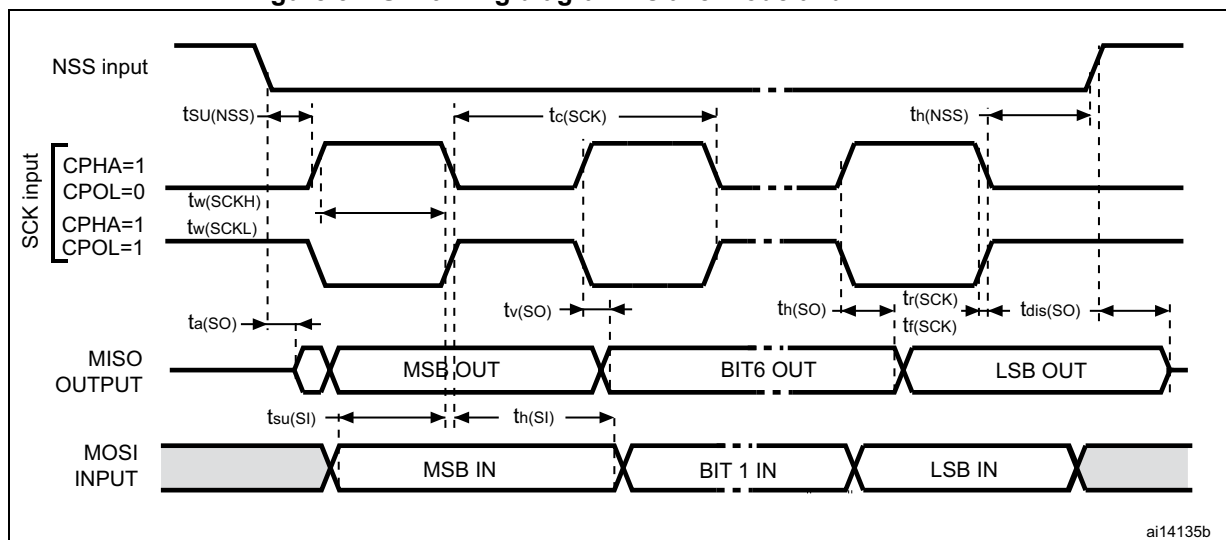 NSS input
tSU(NSS)
tc(SCK)
th(NSS)
SCK input
CPHA=1
CPOL=0
tw(SCKH)
CPHA=1
tw(SCKL)
CPOL=1
ta(SO)
tv(SO)
th(SO)
tr(SCK)
tf(SCK)
tdis(SO)
MISO
OUTPUT
MSB OUT
BIT6 OUT
LSB OUT
tsu(SI)
th(SI)
MOSI
INPUT
MSB IN
BIT 1 IN
LSB IN
ai14135b